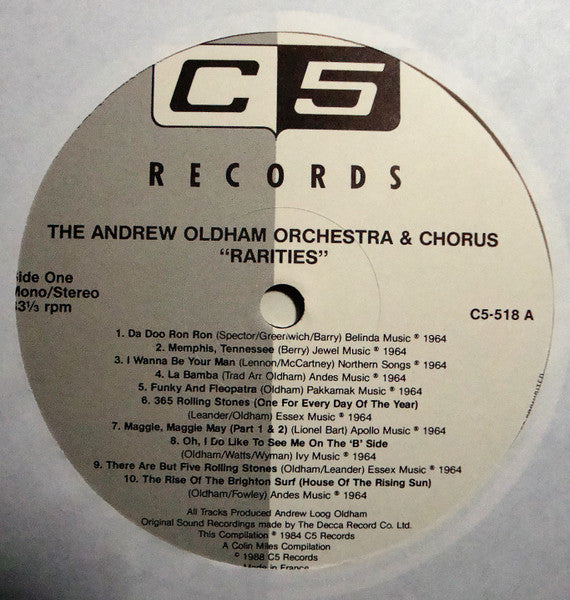 C5
RECORDS
THE ANDREW OLDHAM ORCHESTRA & CHORUS
"RARITIES"
ide One
Mono/Stereo
33⅓ rpm
C5-518 A
1. Da Doo Ron Ron (Spector/Greenwich/Barry) Belinda Music ℗ 1964
2. Memphis, Tennessee (Berry) Jewel Music ℗ 1964
3. I Wanna Be Your Man (Lennon/McCartney) Northern Songs ℗ 1964
4. La Bamba (Trad Arr. Oldham) Andes Music ℗ 1964
5. Funky And Fleopatra (Oldham) Pakkamak Music ℗ 1964
6. 365 Rolling Stones (One For Every Day Of The Year)
(Leander/Oldham) Essex Music ℗ 1964
7. Maggie, Maggie May (Part 1 & 2) (Lionel Bart) Apollo Music ℗ 1964
8. Oh, I Do Like To See Me On The 'B' Side
(Oldham/Watts/Wyman) Ivy Music ℗ 1964
9. There Are But Five Rolling Stones (Oldham/Leander) Essex Music ℗ 1964
10. The Rise Of The Brighton Surf (House Of The Rising Sun)
(Oldham/Fowley) Andes Music ℗ 1964
All Tracks Produced Andrew Loog Oldham
Original Sound Recordings made by The Decca Record Co. Ltd.
This Compilation ℗ 1984 C5 Records
A Colin Miles Compilation
© 1988 C5 Records
Made in France